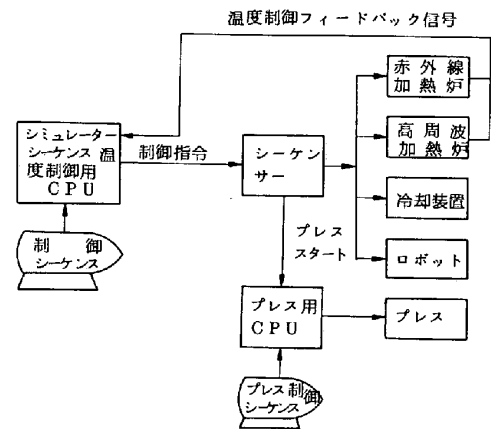 温度制御フィードバック信号
赤外線
加熱炉
シミュレーター
シーケンス温
度制御用
CPU
制御指令
シーケン
サー
高周波
加熱炉
冷却装置
制御
シーケンス
プレス
スタート
ロボット
プレス用
CPU
プレス
プレス制御
シーケンス